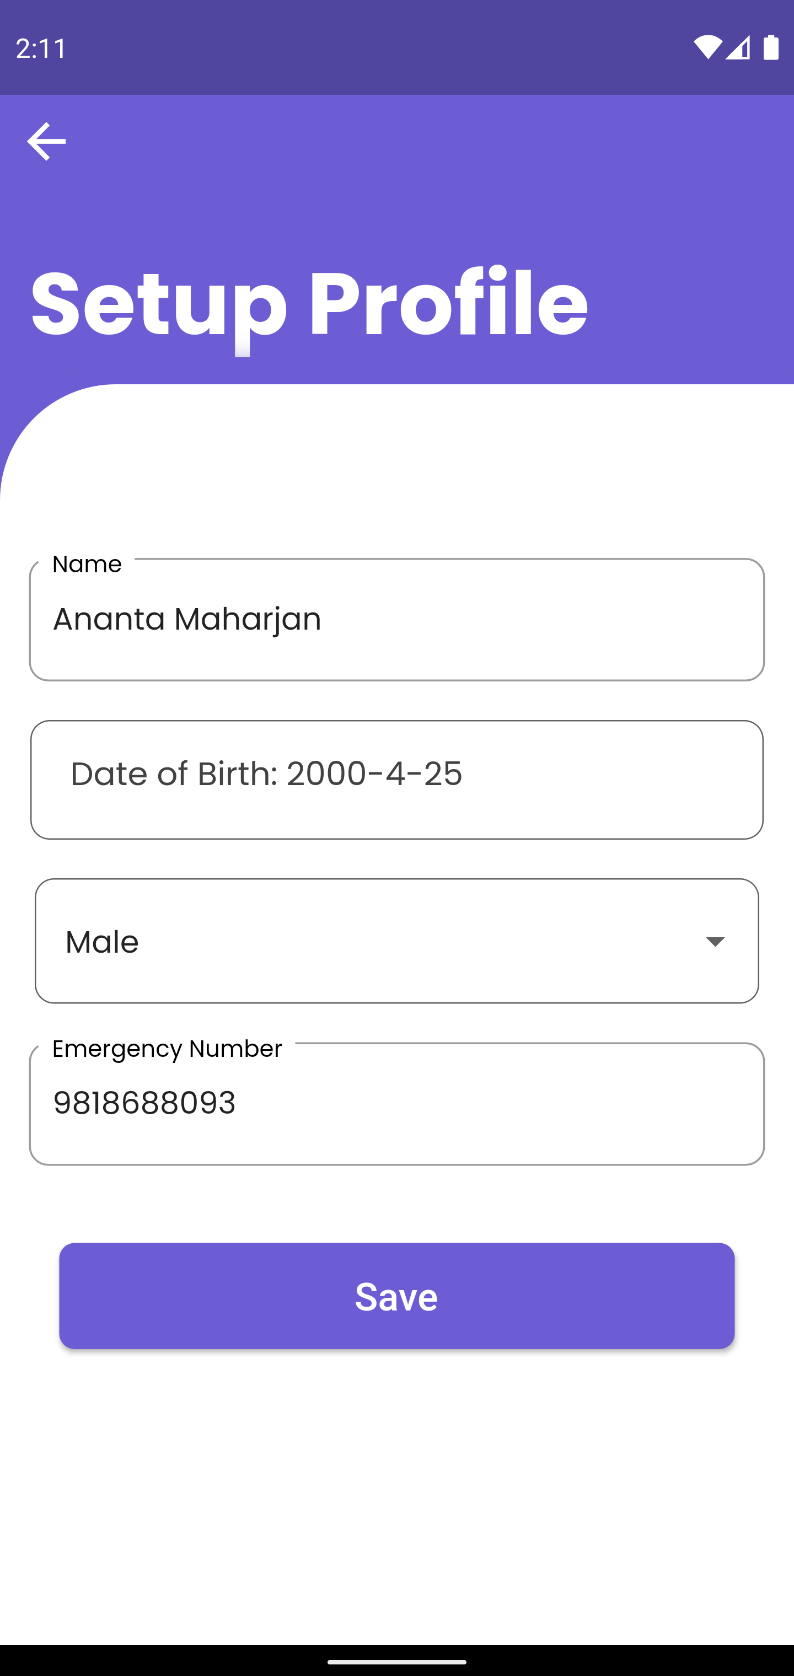 2:11
Setup Profile
Name
Ananta Maharjan
Date of Birth: 2000-4-25
Male
Emergency Number
9818688093
Save